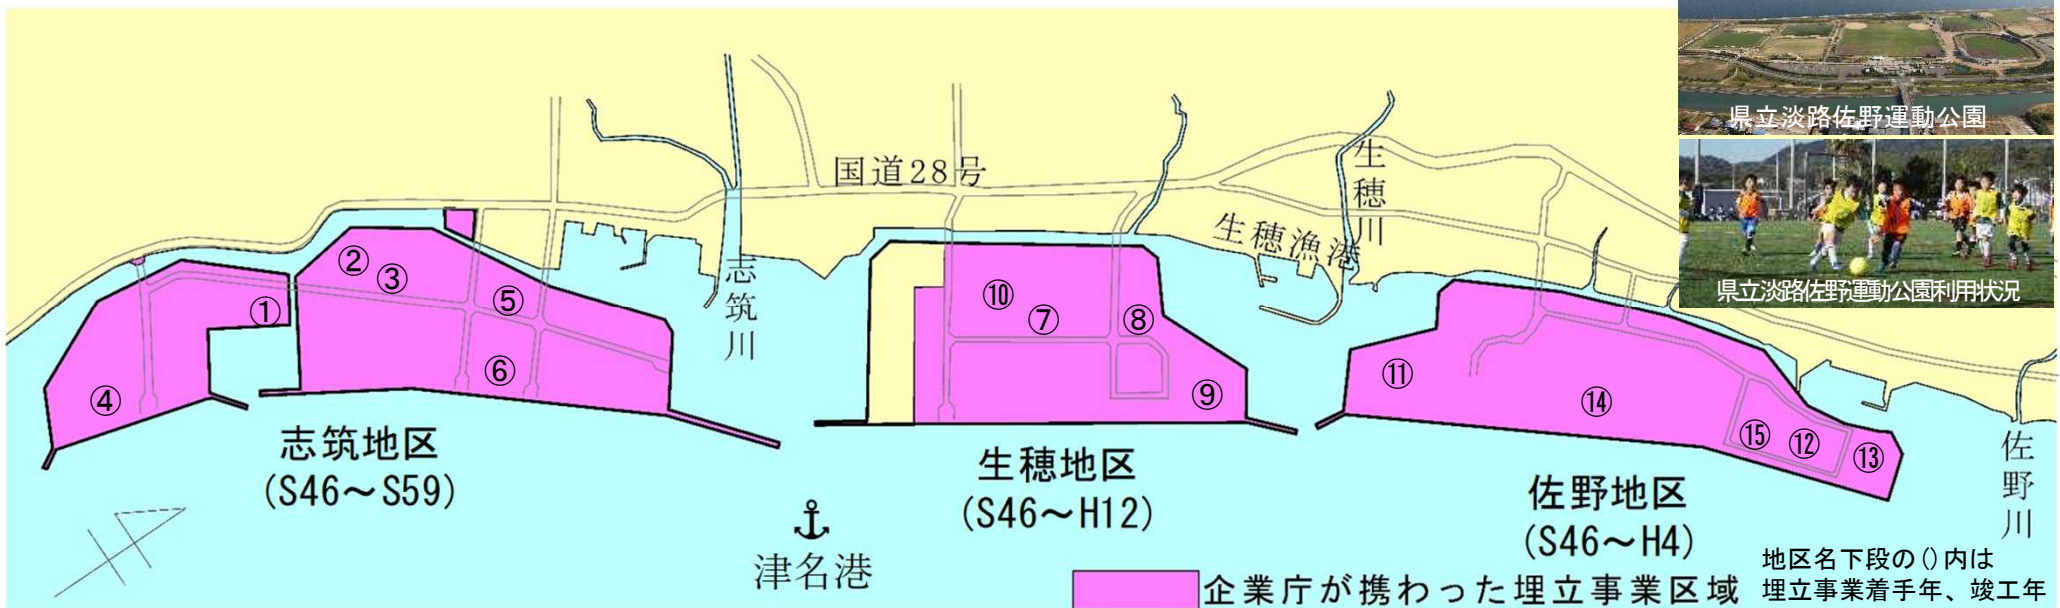 県立淡路佐野運動公園
県立淡路佐野運動公園利用状況
国道28号
生穂川
生穂漁港
志筑川
佐野川
①
②
③
④
⑤
⑥
⑦
⑧
⑨
⑩
⑪
⑫
⑬
⑭
⑮
志筑地区
(S46～S59)
生穂地区
(S46～H12)
佐野地区
(S46～H4)
津名港
企業庁が携わった埋立事業区域
地区名下段の()内は
埋立事業着手年、竣工年